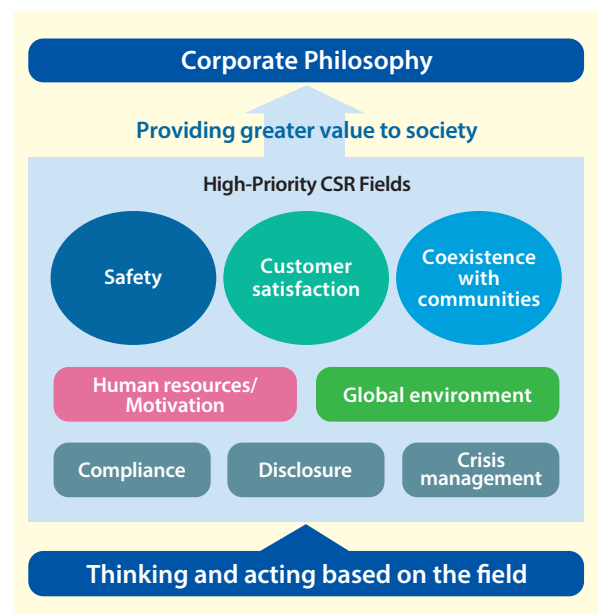 Corporate Philosophy
Providing greater value to society
High-Priority CSR Fields
Safety
Customer
satisfaction
Coexistence
with
communities
Human resources/
Motivation
Global environment
Compliance
Disclosure
Crisis
management
Thinking and acting based on the field